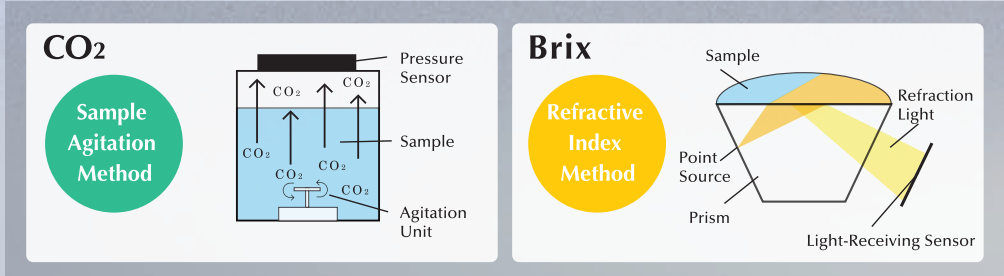 CO2
Sample
Agitation
Method
Pressure
Sensor
CO2
CO2
Sample
CO2
CO2
CO2
CO2
Agitation
Unit
Brix
Refractive
Index
Method
Sample
Refraction
Light
Point
Source
Prism
Light-Receiving Sensor